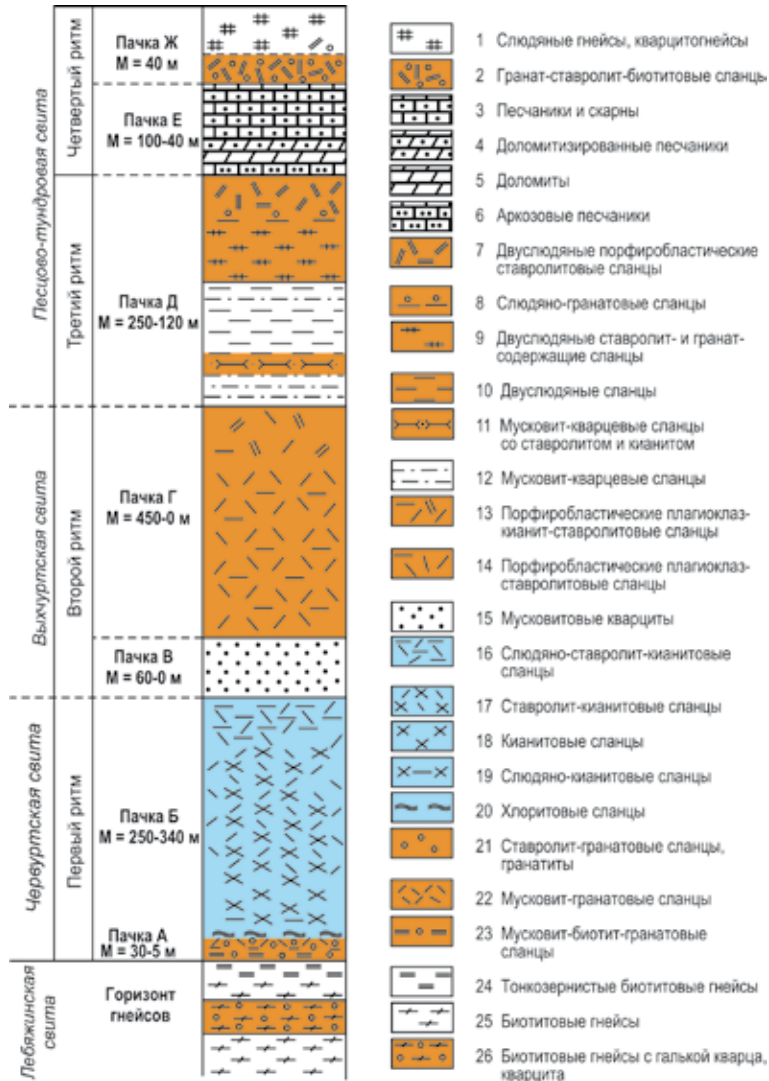 Песцово-тундровая свита
Четвертый ритм
Пачка Ж
М = 40 м
Пачка Е
М = 100-40 м
Третий ритм
Пачка Д
М = 250-120 м
Выхчуртская свита
Второй ритм
Пачка Г
М = 450-0 м
Пачка В
М = 60-0 м
Червуртская свита
Первый ритм
Пачка Б
М = 250-340 м
Пачка А
М = 30-5 м
Лебяжинская
свита
Горизонт
гнейсов
1 Слюдяные гнейсы, кварцитогнейсы
2 Гранат-ставролит-биотитовые сланцы
3 Песчаники и скарны
4 Доломитизированные песчаники
5 Доломиты
6 Аркозовые песчаники
7 Двуслюдяные порфиробластические
ставролитовые сланцы
8 Слюдяно-гранатовые сланцы
9 Двуслюдяные ставролит- и гранат-
содержащие сланцы
10 Двуслюдяные сланцы
11 Мусковит-кварцевые сланцы
со ставролитом и кианитом
12 Мусковит-кварцевые сланцы
13 Порфиробластические плагиоклаз-
кианит-ставролитовые сланцы
14 Порфиробластические плагиоклаз-
ставролитовые сланцы
15 Мусковитовые кварциты
16 Слюдяно-ставролит-кианитовые
сланцы
17 Ставролит-кианитовые сланцы
18 Кианитовые сланцы
19 Слюдяно-кианитовые сланцы
20 Хлоритовые сланцы
21 Ставролит-гранатовые сланцы,
гранатиты
22 Мусковит-гранатовые сланцы
23 Мусковит-биотит-гранатовые
сланцы
24 Тонкозернистые биотитовые гнейсы
25 Биотитовые гнейсы
26 Биотитовые гнейсы с галькой кварца,
кварцита